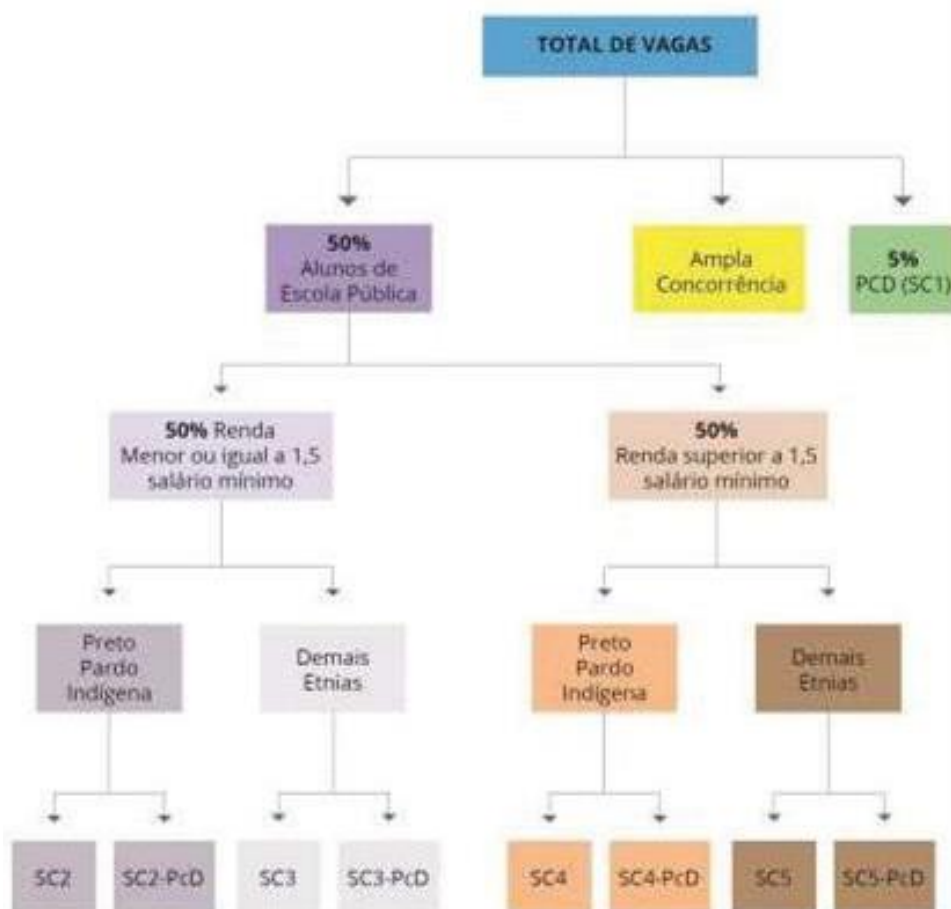 TOTAL DE VAGAS
50%
Alunos de
Escola Pública
Ampla
Concorrência
5%
PCD (SC1)
50% Renda
Menor ou igual a 1,5
salário mínimo
50%
Renda superior a 1,5
salário mínimo
Preto
Pardo
Indígena
Demais
Etnias
Preto
Pardo
Indígena
Demais
Etnias
SC2
SC2-PcD
SC3
SC3-PcD
SC4
SC4-PcD
SC5
SC5-PcD